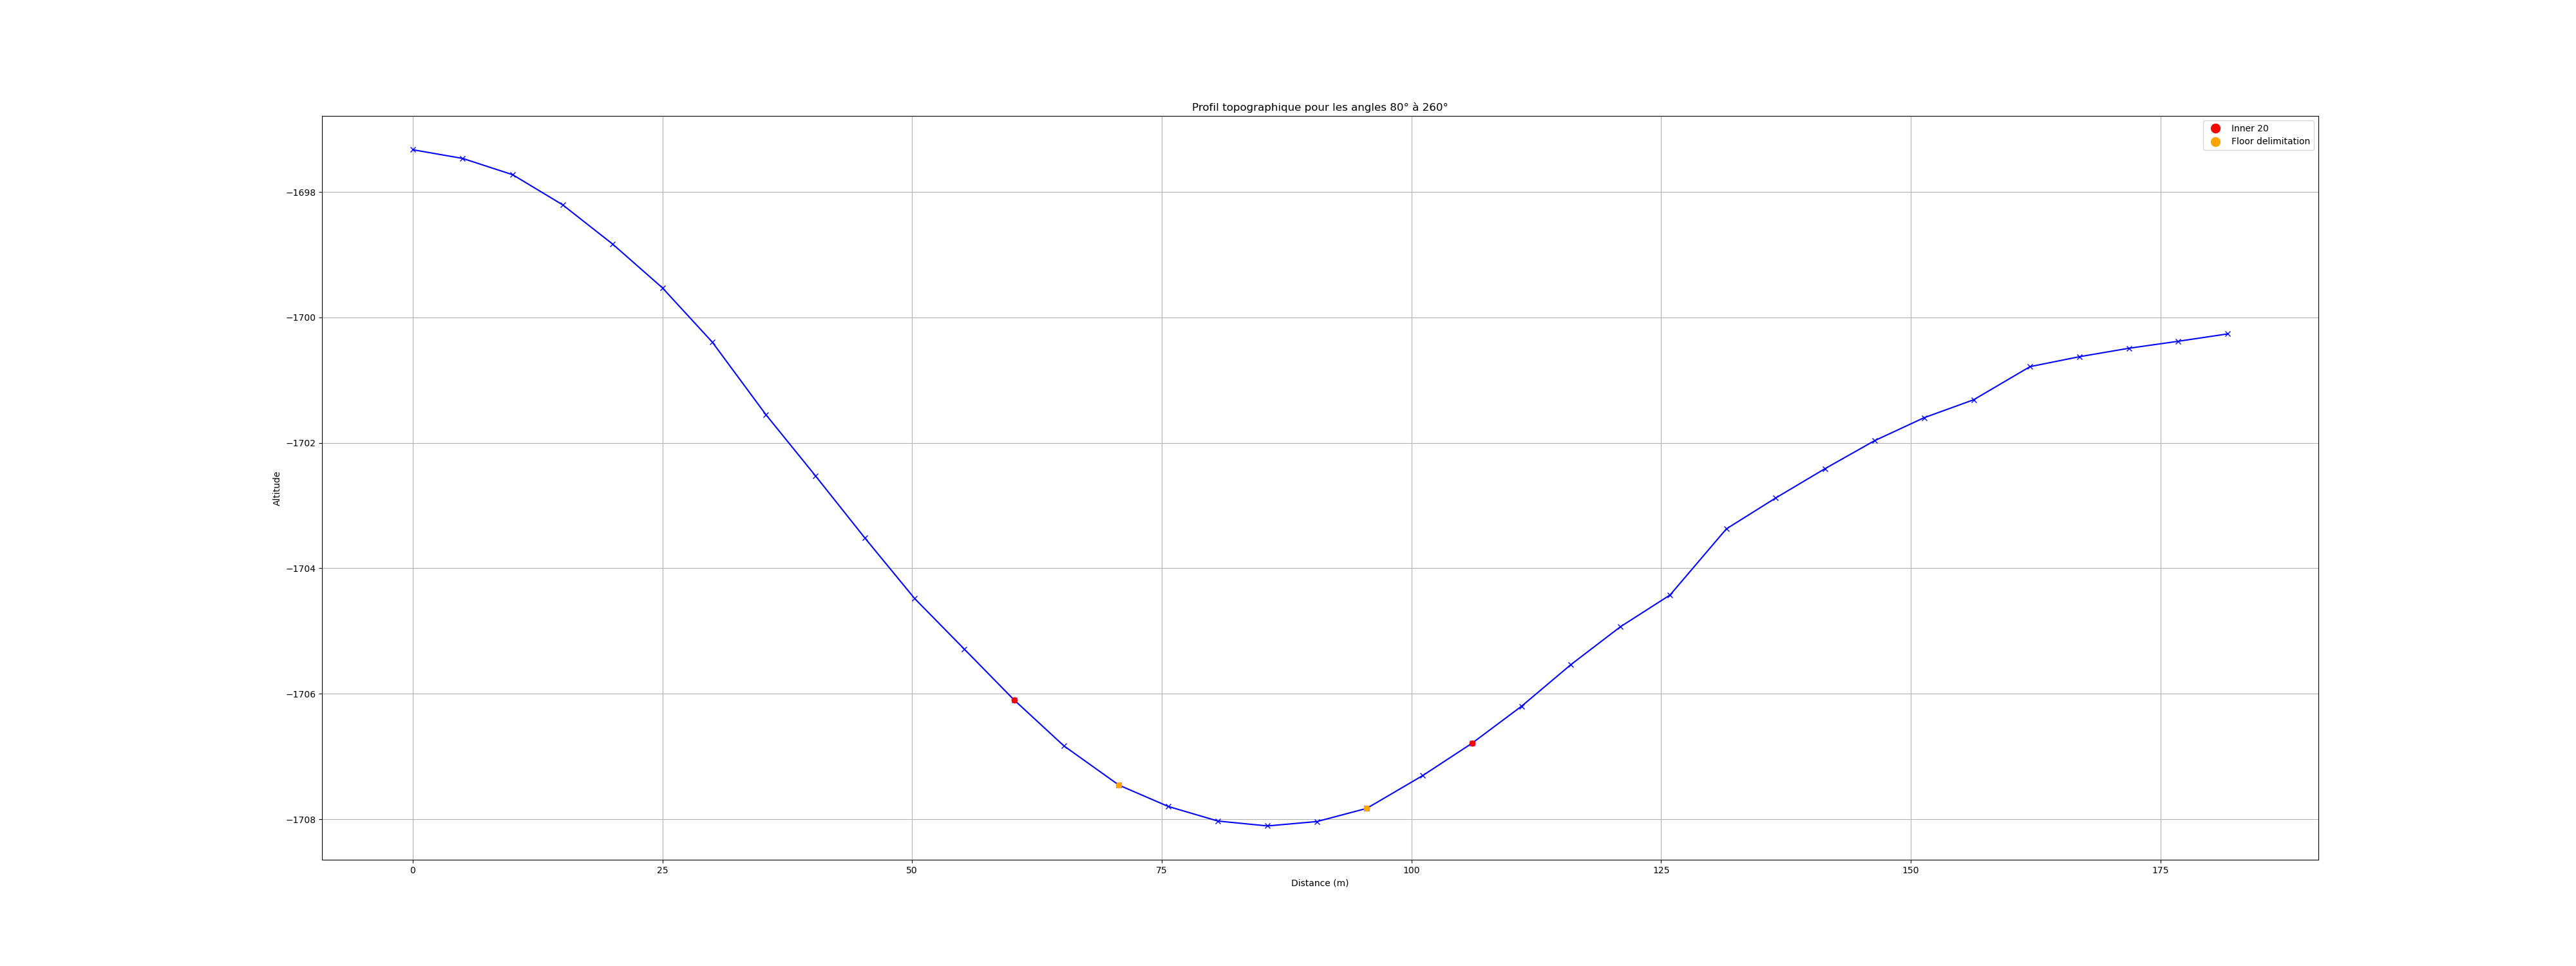 Profil topographique pour les angles 80° à 260°
Inner 20
Floor delimitation
−1698
−1700
−1702
−1704
−1706
−1708
Altitude
0 25 50 75 100 125 150 175
Distance (m)